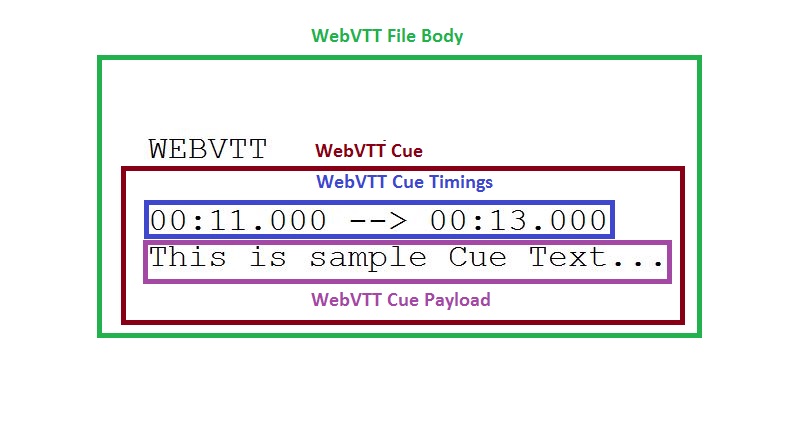 WebVTT File Body
WEBVTT
WebVTT Cue
WebVTT Cue Timings
00:11.000 --> 00:13.000
This is sample Cue Text...
WebVTT Cue Payload